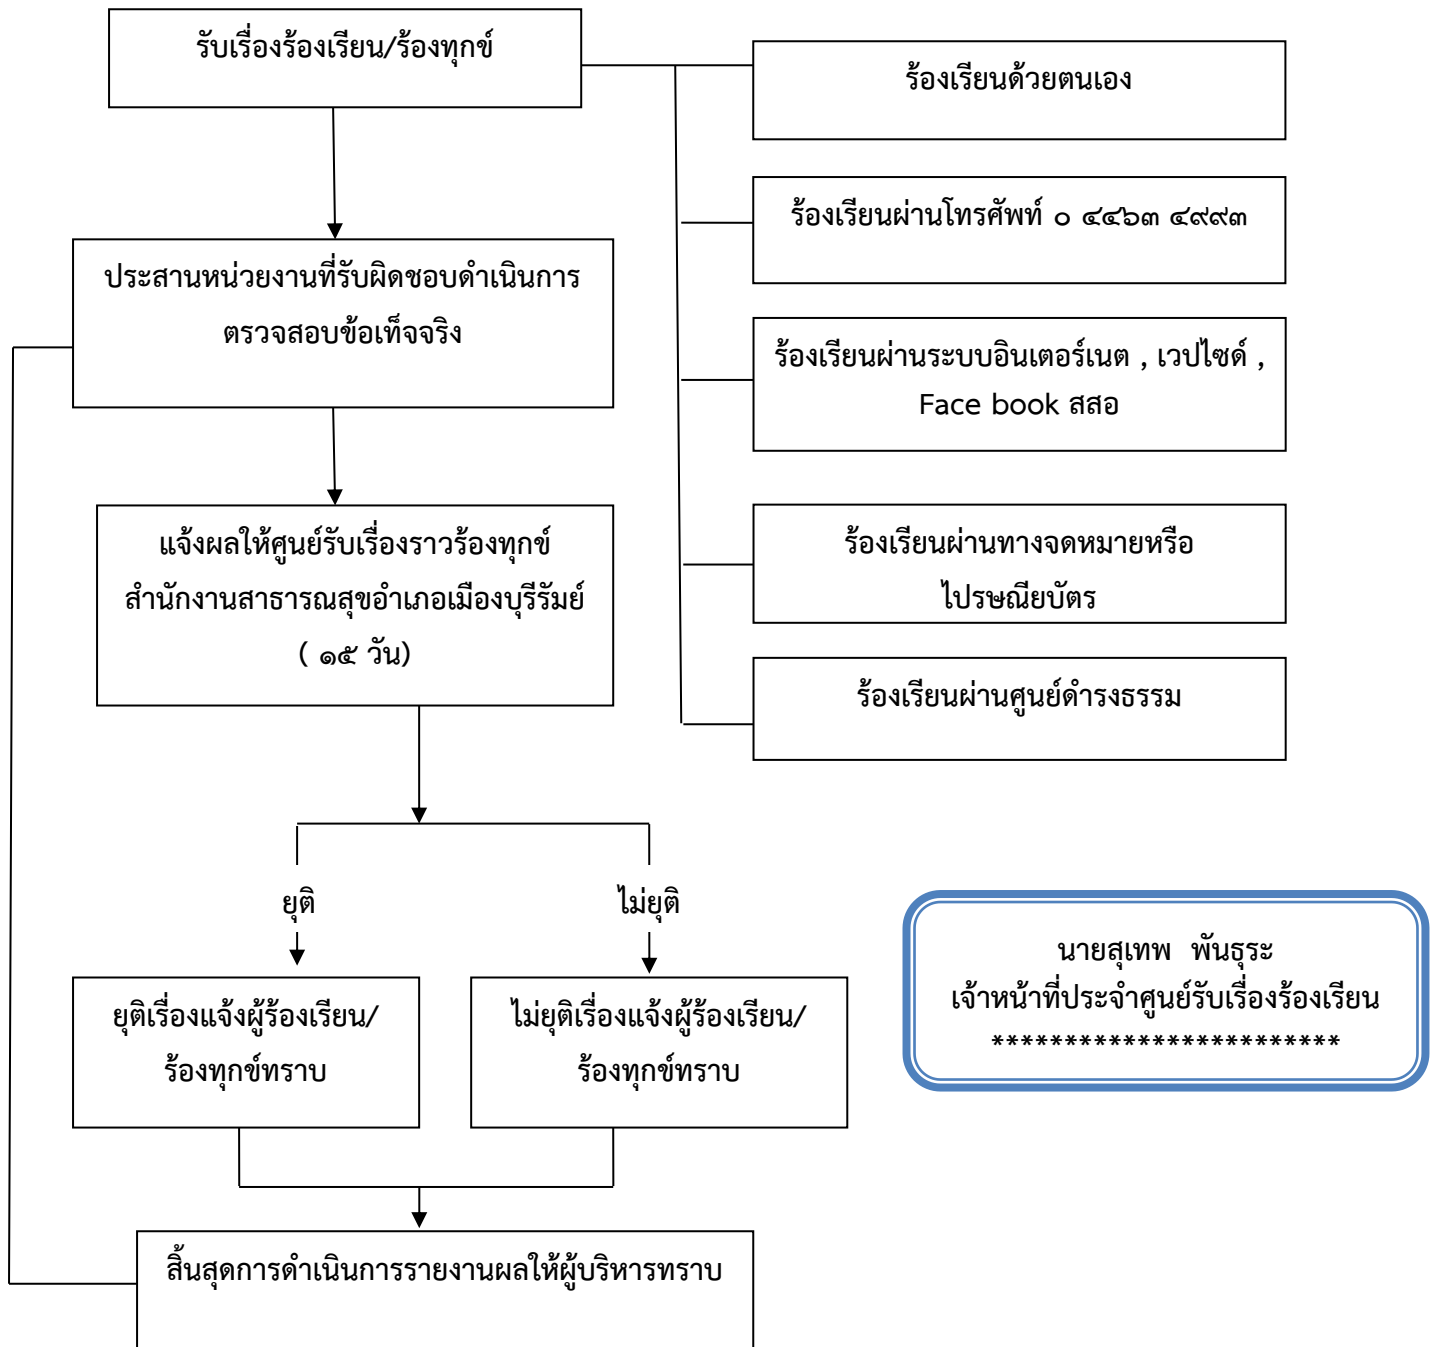 รับเรื่องร้องเรียน/ร้องทุกข์
ร้องเรียนด้วยตนเอง
ร้องเรียนผ่านโทรศัพท์ ๐ ๔๔๖๓ ๔๙๙๓
ประสานหน่วยงานที่รับผิดชอบดำเนินการ
ตรวจสอบข้อเท็จจริง
ร้องเรียนผ่านระบบอินเตอร์เนต , เวปไซด์ ,
Face book สสอ
แจ้งผลให้ศูนย์รับเรื่องราวร้องทุกข์
สำนักงานสาธารณสุขอำเภอเมืองบุรีรัมย์
( ๑๕ วัน)
ร้องเรียนผ่านทางจดหมายหรือ
ไปรษณียบัตร
ร้องเรียนผ่านศูนย์ดำรงธรรม
ยุติ
ไม่ยุติ
ยุติเรื่องแจ้งผู้ร้องเรียน/
ร้องทุกข์ทราบ
ไม่ยุติเรื่องแจ้งผู้ร้องเรียน/
ร้องทุกข์ทราบ
นายสุเทพ พันธุระ
เจ้าหน้าที่ประจำศูนย์รับเรื่องร้องเรียน
************************
สิ้นสุดการดำเนินการรายงานผลให้ผู้บริหารทราบ